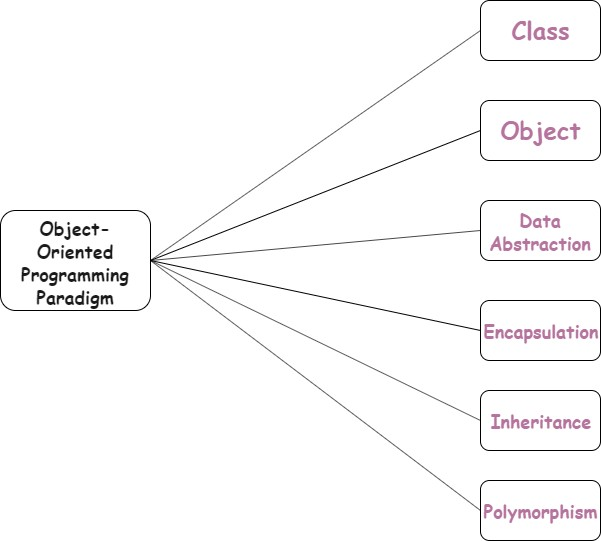 Class
Object
Data
Abstraction
Object-
Oriented
Programming
Paradigm
Encapsulation
Inheritance
Polymorphism